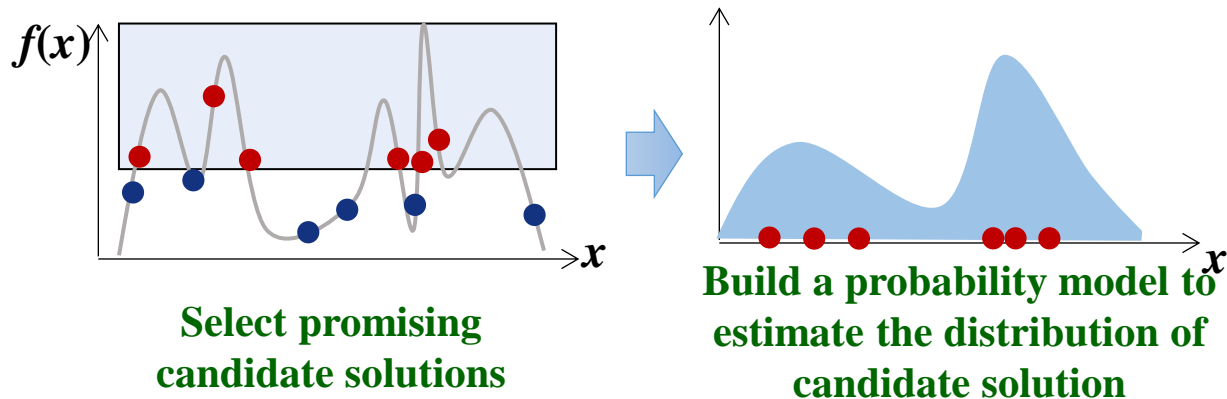 f(x)
x
Select promising
candidate solutions
x
Build a probability model to
estimate the distribution of
candidate solution